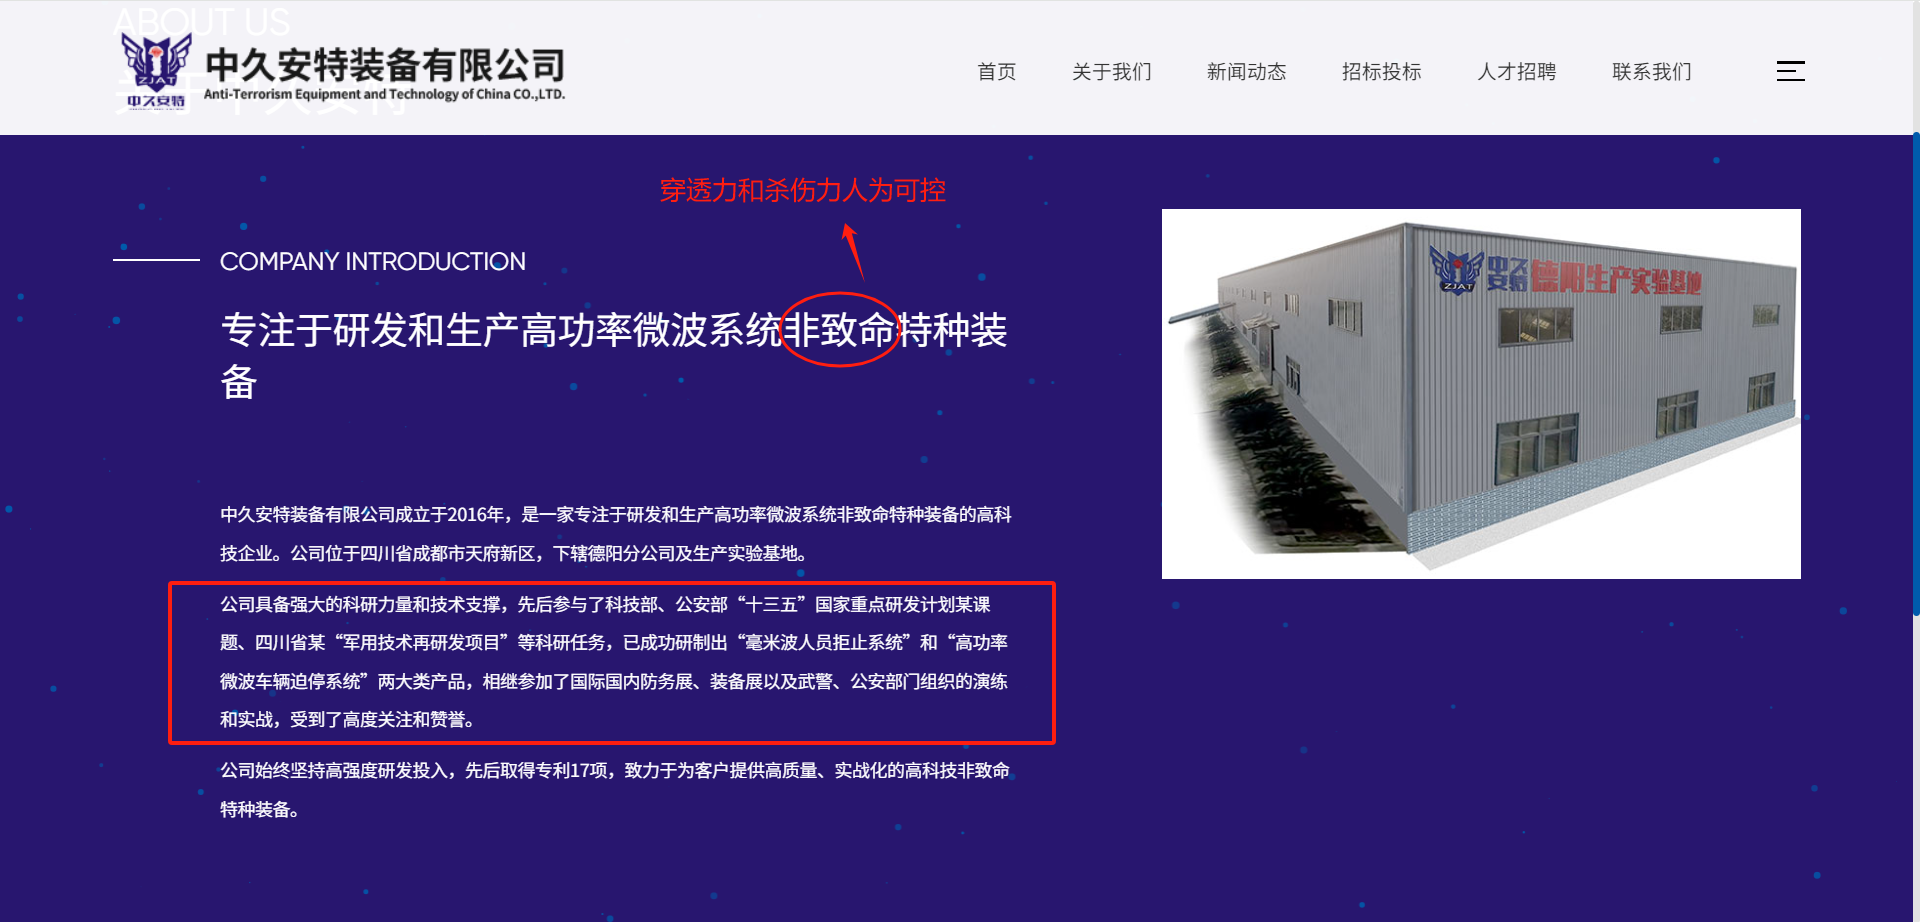 ABOUT US
关于中久安特
ZJAT
中久安特
中久安特装备有限公司
Anti-Terrorism Equipment and Technology of China CO.,LTD.
首页
关于我们
新闻动态
招标投标
人才招聘
联系我们
穿透力和杀伤力人为可控
COMPANY INTRODUCTION
专注于研发和生产高功率微波系统非致命特种装
备
中久安特装备有限公司成立于2016年，是一家专注于研发和生产高功率微波系统非致命特种装备的高科
技企业。公司位于四川省成都市天府新区，下辖德阳分公司及生产实验基地。
公司具备强大的科研力量和技术支撑，先后参与了科技部、公安部“十三五”国家重点研发计划某课
题、四川省某“军用技术再研发项目”等科研任务，已成功研制出“毫米波人员拒止系统”和“高功率
微波车辆迫停系统”两大类产品，相继参加了国际国内防务展、装备展以及武警、公安部门组织的演练
和实战，受到了高度关注和赞誉。
公司始终坚持高强度研发投入，先后取得专利17项，致力于为客户提供高质量、实战化的高科技非致命
特种装备。
ZJAT
中久安特
德阳生产实验基地